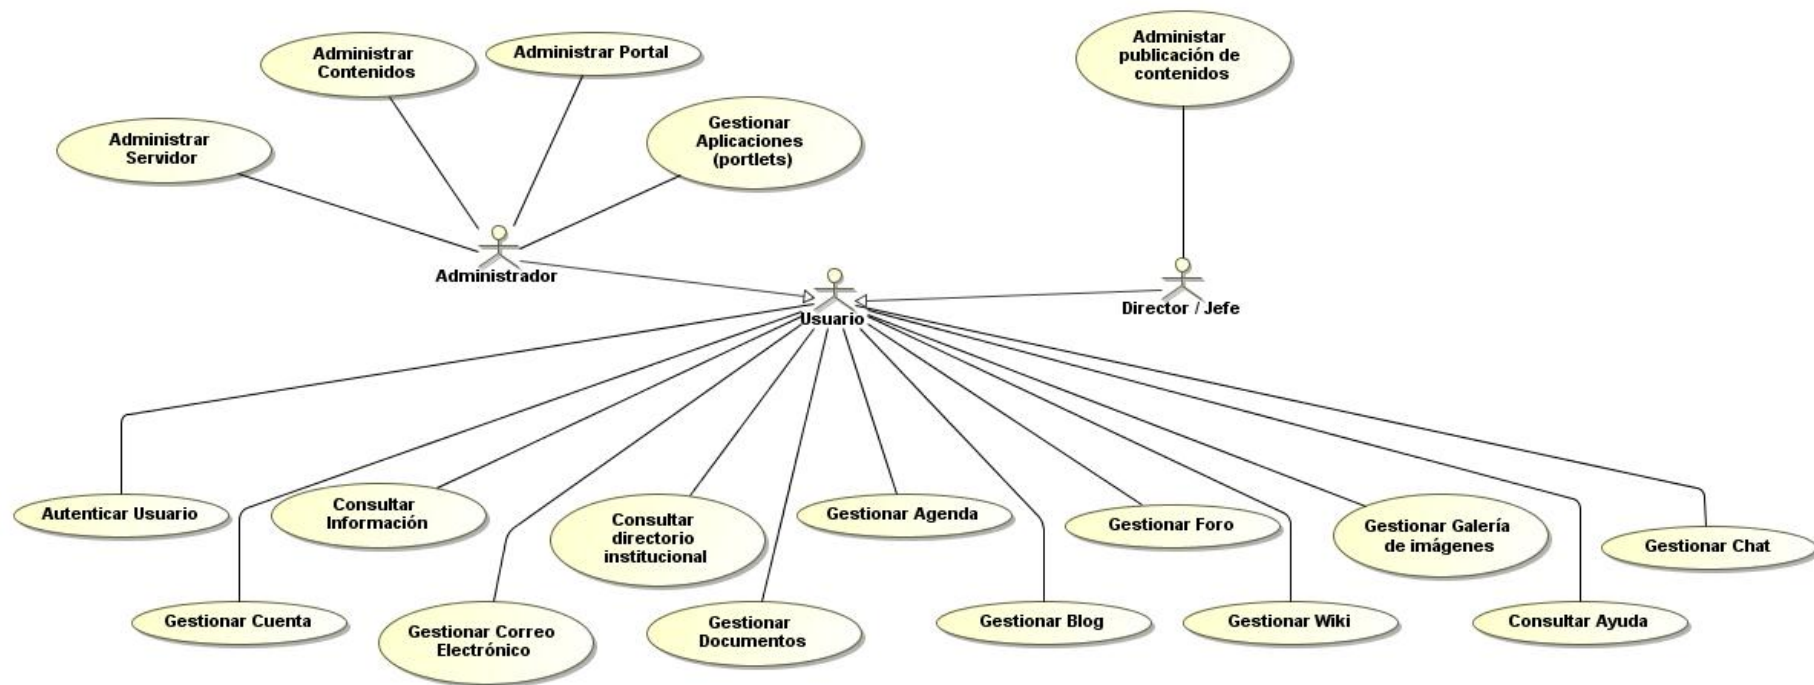 Administrar
Contenidos
Administrar Portal
Administar
publicación de
contenidos
Administrar
Servidor
Gestionar
Aplicaciones
(portlets)
Administrador
Usuario
Director / Jefe
Autenticar Usuario
Consultar
Información
Consultar
directorio
institucional
Gestionar Agenda
Gestionar Foro
Gestionar Galería
de imágenes
Gestionar Chat
Gestionar Cuenta
Gestionar Correo
Electrónico
Gestionar
Documentos
Gestionar Blog
Gestionar Wiki
Consultar Ayuda